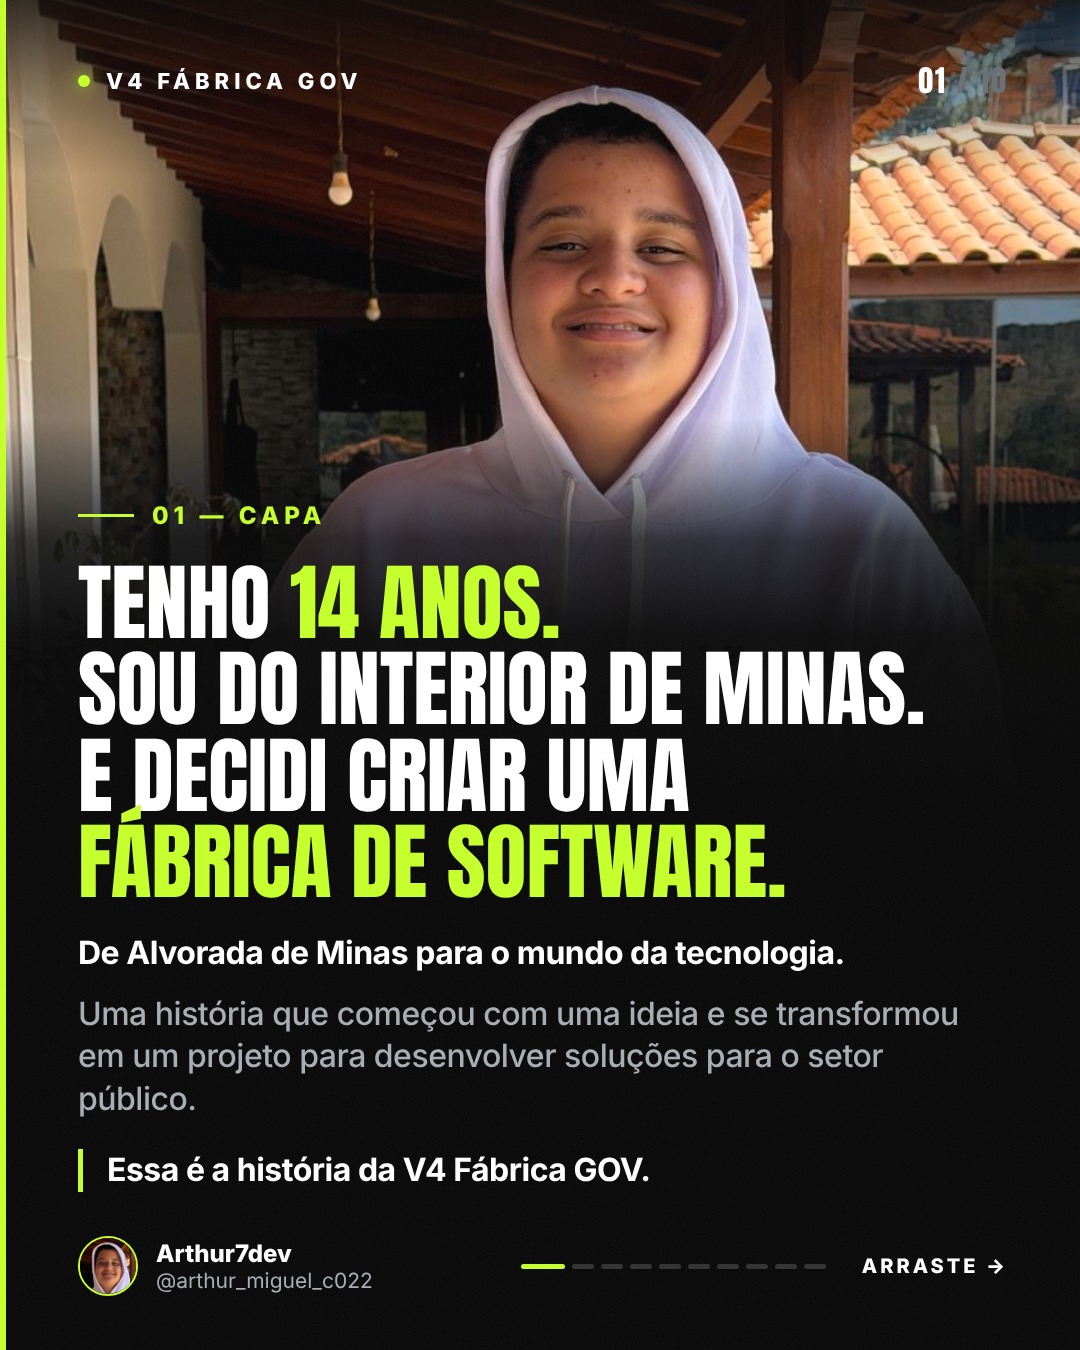 V4 FÁBRICA GOV
01 / 10
01 — CAPA
TENHO 14 ANOS.
SOU DO INTERIOR DE MINAS.
E DECIDI CRIAR UMA
FÁBRICA DE SOFTWARE.
De Alvorada de Minas para o mundo da tecnologia.
Uma história que começou com uma ideia e se transformou
em um projeto para desenvolver soluções para o setor
público.
Essa é a história da V4 Fábrica GOV.
Arthur7dev
@arthur_miguel_c022
ARRASTE →